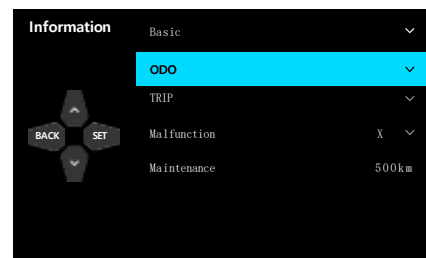 Information
Basic
ODO
TRIP
BACK SET
Malfunction X
Maintenance 500km